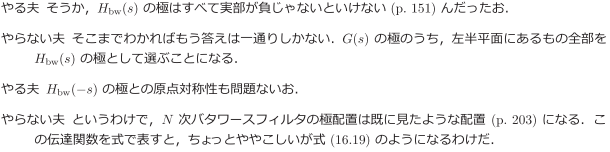 やる夫 そうか，H_bw(s) の極はすべて実部が負じゃないといけない (p. 151) んだったお．
やらない夫 そこまでわかればもう答えは一通りしかない．G(s) の極のうち，左半平面にあるもの全部を
H_bw(s) の極として選ぶことになる．
やる夫 H_bw(−s) の極との原点対称性も問題ないお．
やらない夫 というわけで，N 次バタワースフィルタの極配置は既に見たような配置 (p. 203) になる．こ
の伝達関数を式で表すと，ちょっとややこしいが式 (16.19) のようになるわけだ．